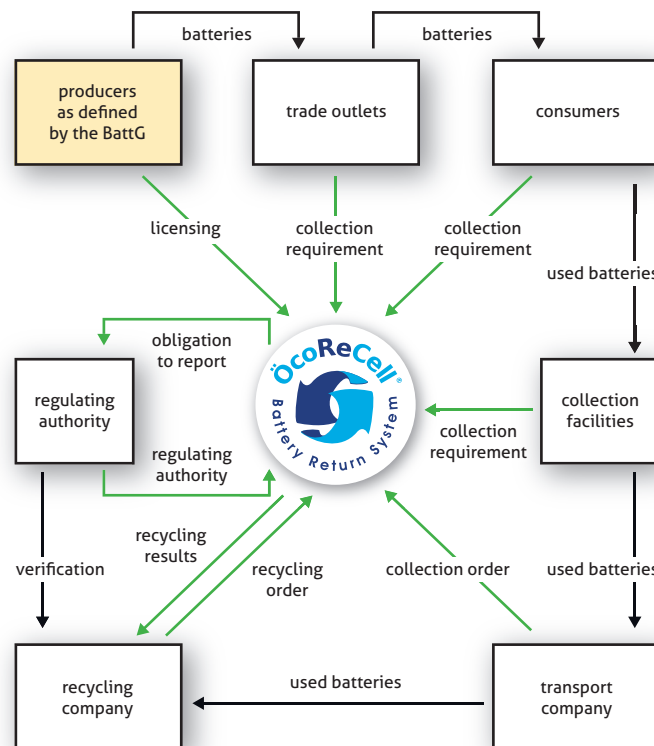 batteries
batteries
producers
as defined
by the BattG
trade outlets
consumers
licensing
collection
requirement
collection
requirement
used batteries
obligation
to report
ÖcoReCell®
Battery Return System
regulating
authority
collection
facilities
collection
requirement
regulating
authority
recycling
results
verification
recycling
order
collection order
used batteries
recycling
company
used batteries
transport
company